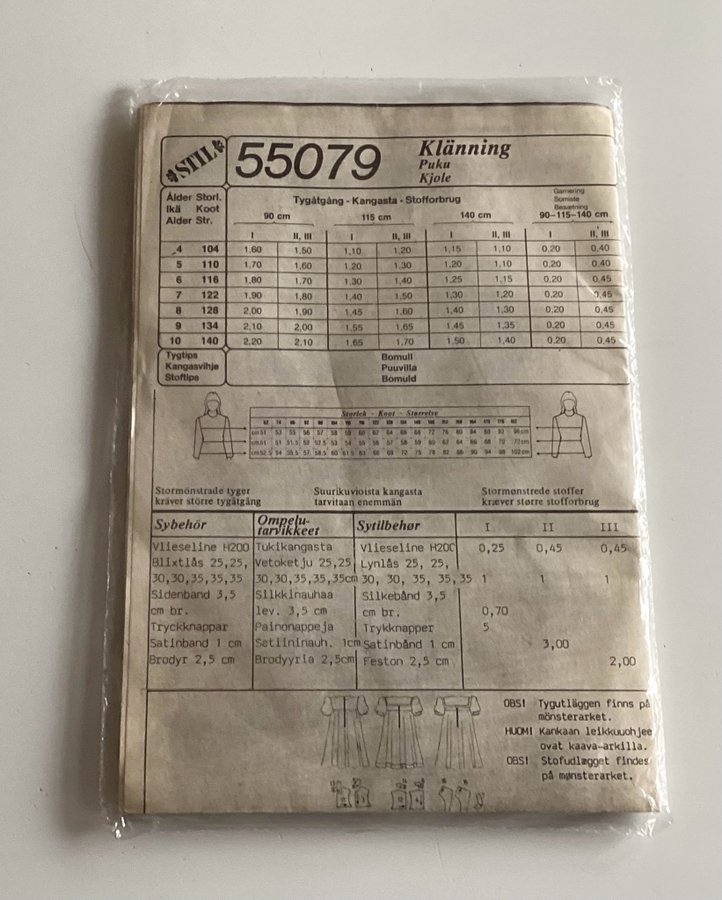 STIL
55079
Klänning
Puku
Kjole
Ålder Storl.
Ikä Koot
Alder Str.
Tygåtgång - Kangasta - Stofforbrug
Garnering
Somiste
Besætning
90 cm 115 cm 140 cm 90–115–140 cm
I II, III I II, III I II, III I II, III
4 104 1,60 1,50 1,10 1,20 1,15 1,10 0,20 0,40
5 110 1,70 1,60 1,20 1,30 1,20 1,10 0,20 0,40
6 116 1,80 1,70 1,30 1,40 1,25 1,15 0,20 0,45
7 122 1,90 1,80 1,40 1,50 1,30 1,20 0,20 0,45
8 128 2,00 1,90 1,45 1,60 1,40 1,30 0,20 0,45
9 134 2,10 2,00 1,55 1,65 1,45 1,35 0,20 0,45
10 140 2,20 2,10 1,65 1,70 1,50 1,40 0,20 0,45
Tygtips
Kangasvihje
Stoftips
Bomull
Puuvilla
Bomuld
Storlek - Koot - Størrelse
Stormönstrade tyger
kräver större tygåtgång
Suurikuvioista kangasta
tarvitaan enemmän
Stormønstrede stoffer
kræver større stofforbrug
Sybehör Ompelu-tarvikkeet Sytilbehør I II III
Vlieseline H200 Tukikangasta Vlieseline H200 0,25 0,45 0,45
Blixtlås 25,25, Vetoketju 25,25, Lynlås 25, 25,
30,30,35,35,35 30,30,35,35,35cm 30, 30, 35, 35, 35 1 1 1
Sidenband 3,5 Silkkinauhaa Silkebånd 3,5
cm br. lev. 3,5 cm cm br. 0,70
Tryckknappar Painonappeja Trykknapper 5
Satinband 1 cm Satiininauh. 1cm Satinbånd 1 cm 3,00
Brodyr 2,5 cm Brodyyria 2,5cm Feston 2,5 cm 2,00
OBS! Tygutläggen finns på
mönsterarket.
HUOM! Kankaan leikkuuohjee
ovat kaava-arkilla.
OBS! Stofudlægget findes
på mønsterarket.